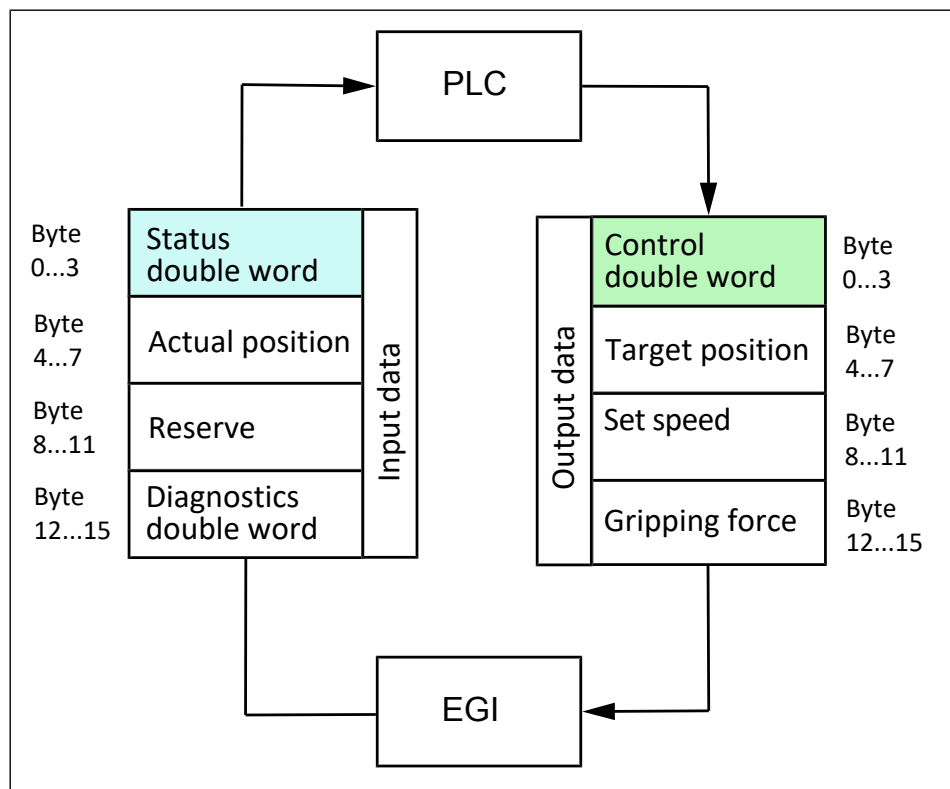 PLC
Byte
0...3
Status
double word
Byte
4...7
Actual position
Byte
8...11
Reserve
Byte
12...15
Diagnostics
double word
Input data
Output data
Control
double word
Byte
0...3
Target position
Byte
4...7
Set speed
Byte
8...11
Gripping force
Byte
12...15
EGI